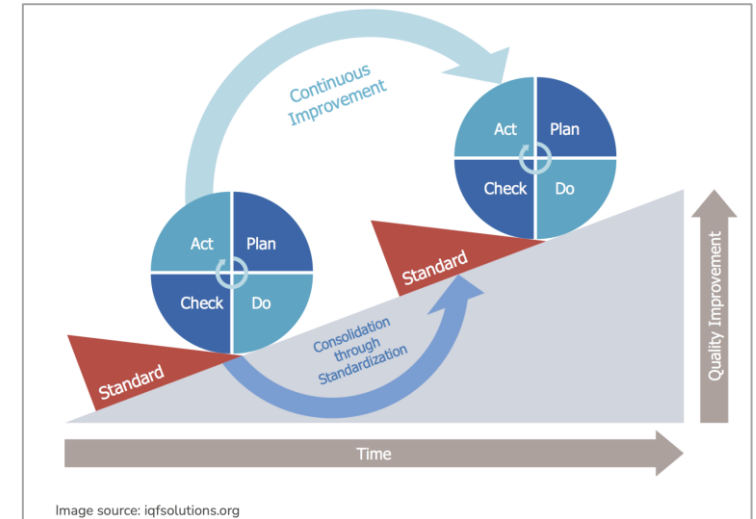 Continuous
Improvement
Act
Plan
Check
Do
Standard
Act
Plan
Check
Do
Standard
Consolidation
through
Standardization
Quality Improvement
Time
Image source: iqfsolutions.org